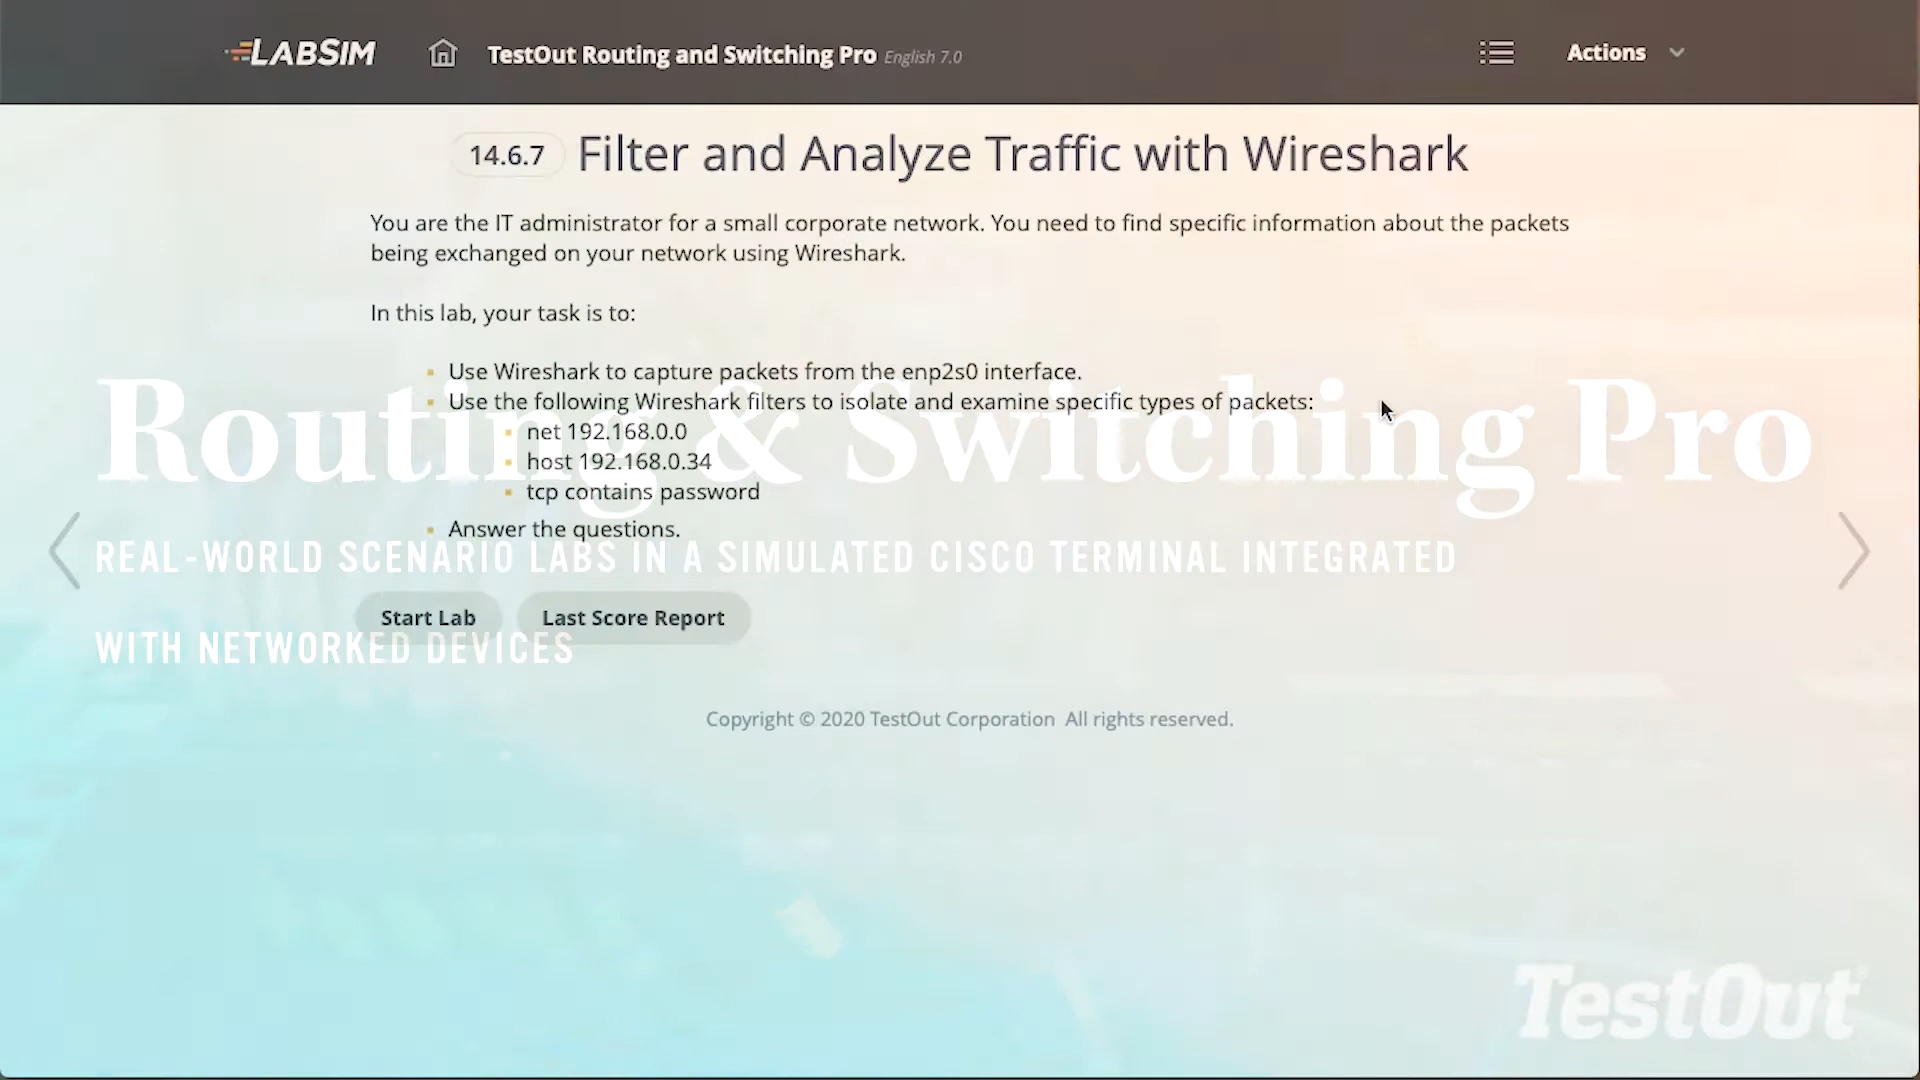 LABSIM
TestOut Routing and Switching Pro English 7.0
Actions
14.6.7 Filter and Analyze Traffic with Wireshark
You are the IT administrator for a small corporate network. You need to find specific information about the packets
being exchanged on your network using Wireshark.
In this lab, your task is to:
Use Wireshark to capture packets from the enp2s0 interface.
Use the following Wireshark filters to isolate and examine specific types of packets:
net 192.168.0.0
host 192.168.0.34
tcp contains password
Answer the questions.
Routing & Switching Pro
REAL-WORLD SCENARIO LABS IN A SIMULATED CISCO TERMINAL INTEGRATED
WITH NETWORKED DEVICES
Start Lab
Last Score Report
Copyright © 2020 TestOut Corporation All rights reserved.
TestOut